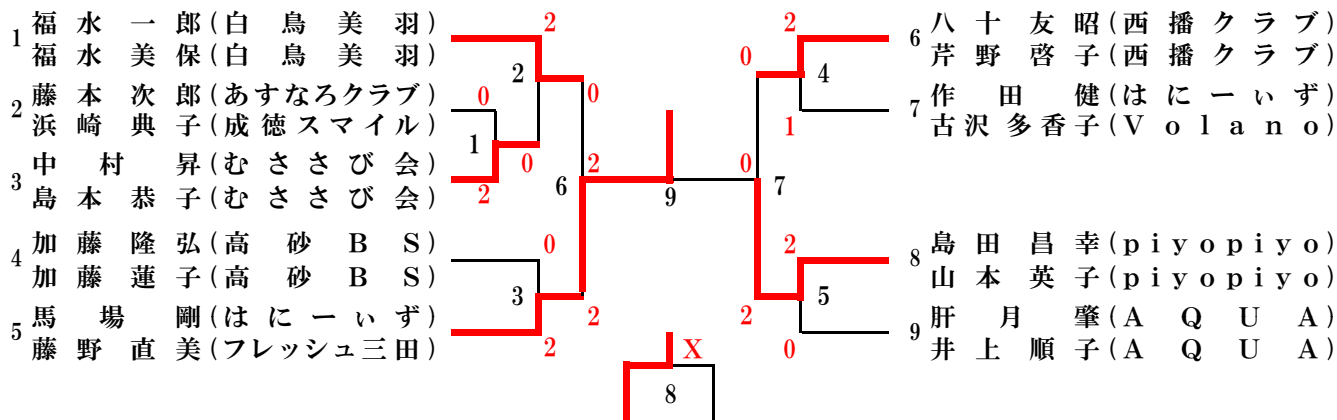 1 福水一郎(白鳥美羽)
福水美保(白鳥美羽)
2 藤本次郎(あすなろクラブ)
浜崎典子(成徳スマイル)
3 中村昇(むささび会)
島本恭子(むささび会)
4 加藤隆弘(高砂BS)
加藤蓮子(高砂BS)
5 馬場剛(はにーぃず)
藤野直美(フレッシュ三田)
2
2
0
0
1
0
2
6
2
0
3
2
2
9
2
0
4
1
0
7
2
5
2
0
X
8
6 八十友昭(西播クラブ)
芹野啓子(西播クラブ)
7 作田健(はにーぃず)
古沢多香子(Volano)
8 島田昌幸(piyopiyo)
山本英子(piyopiyo)
9 肝月肇(AQUA)
井上順子(AQUA)